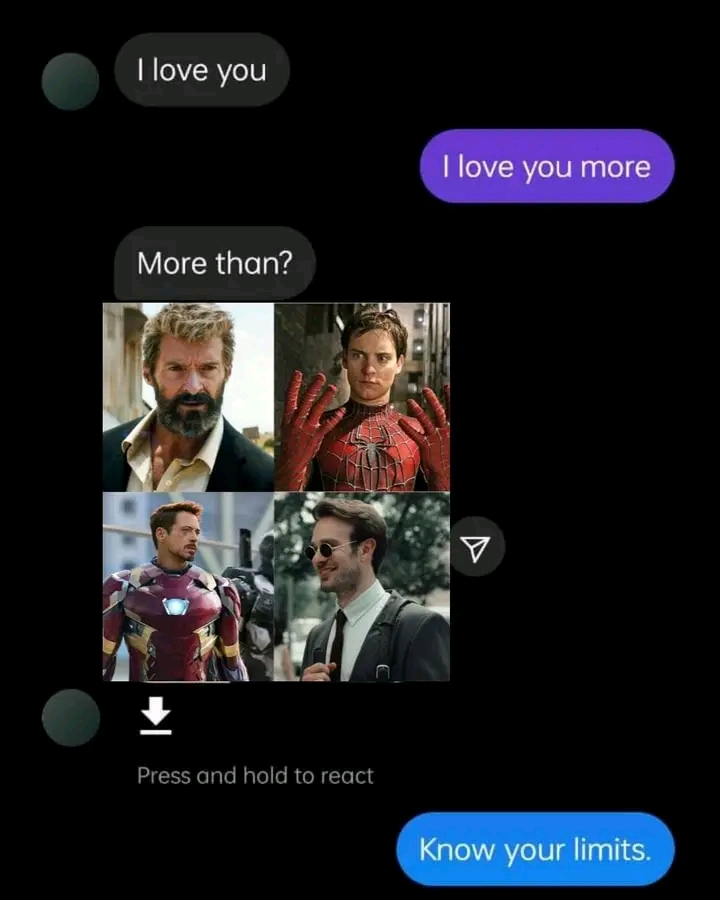 I love you
I love you more
More than?
Press and hold to react
Know your limits.